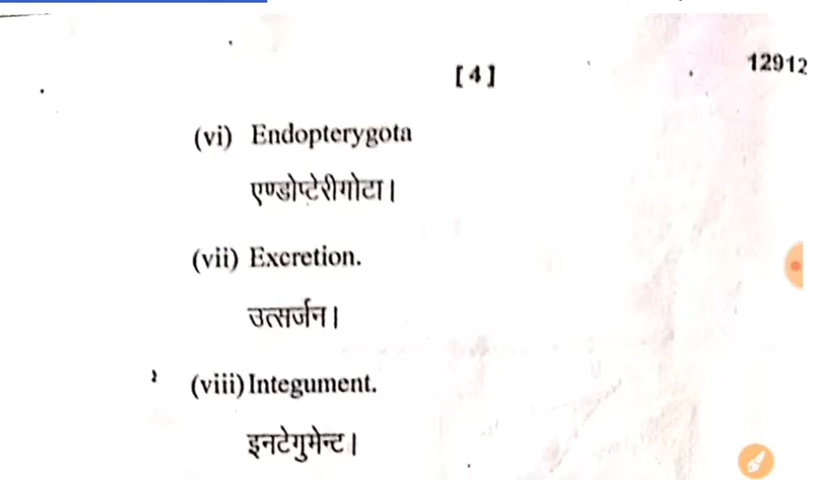 [4]
12912
(vi) Endopterygota
एण्डोप्टेरीगोटा।
(vii) Excretion.
उत्सर्जन।
(viii) Integument.
इनटेगुमेन्ट।